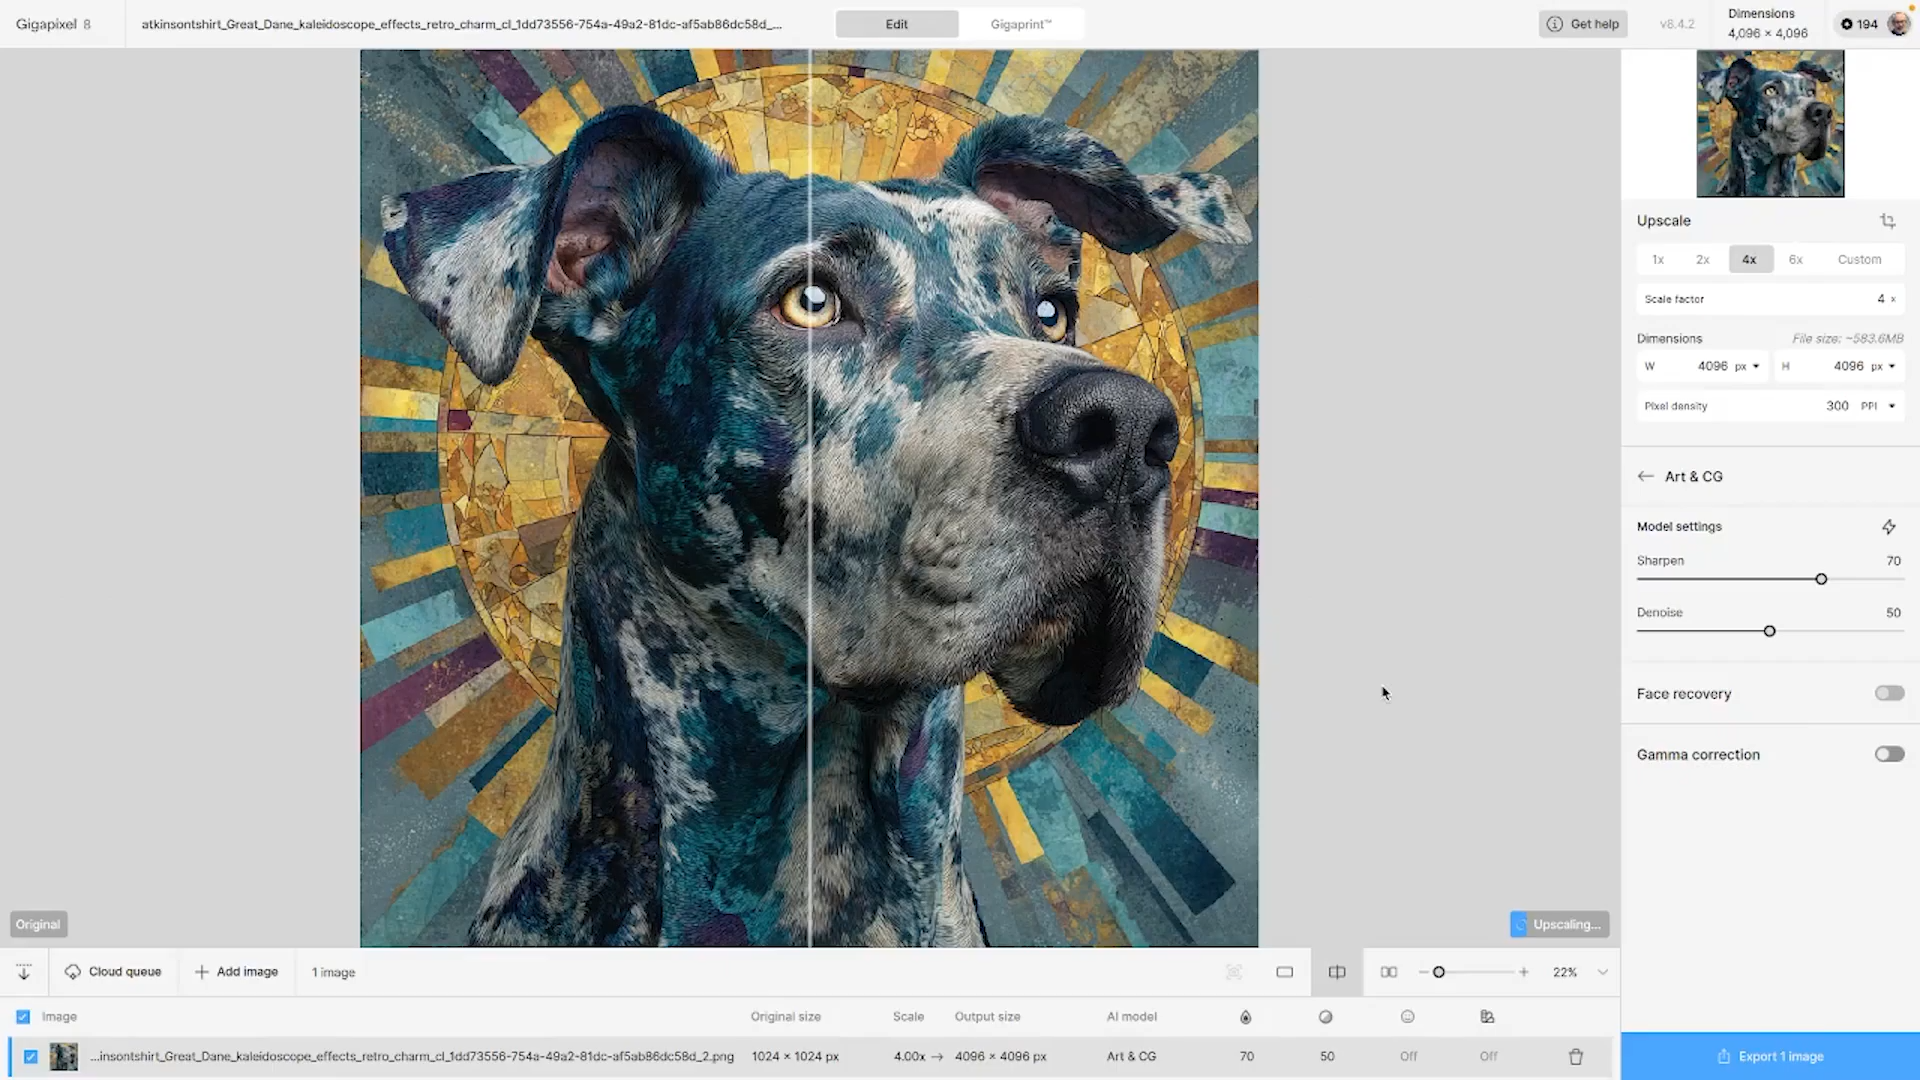 Gigapixel 8
atkinsontshirt_Great_Dane_kaleidoscope_effects_retro_charm_cl_1dd73556-754a-49a2-81dc-af5ab86dc58d_...
Edit
Gigaprint™
Get help
v8.4.2
Dimensions
4,096 × 4,096
194
Upscale
1x 2x 4x 6x Custom
Scale factor 4 x
Dimensions File size: ~583.6MB
W 4096 px H 4096 px
Pixel density 300 PPI
Art & CG
Model settings
Sharpen 70
Denoise 50
Face recovery
Gamma correction
Original
Upscaling...
Cloud queue Add image 1 image 22%
Image Original size Scale Output size AI model
...insontshirt_Great_Dane_kaleidoscope_effects_retro_charm_cl_1dd73556-754a-49a2-81dc-af5ab86dc58d_2.png 1024 × 1024 px 4.00x → 4096 × 4096 px Art & CG 70 50 Off Off
Export 1 image